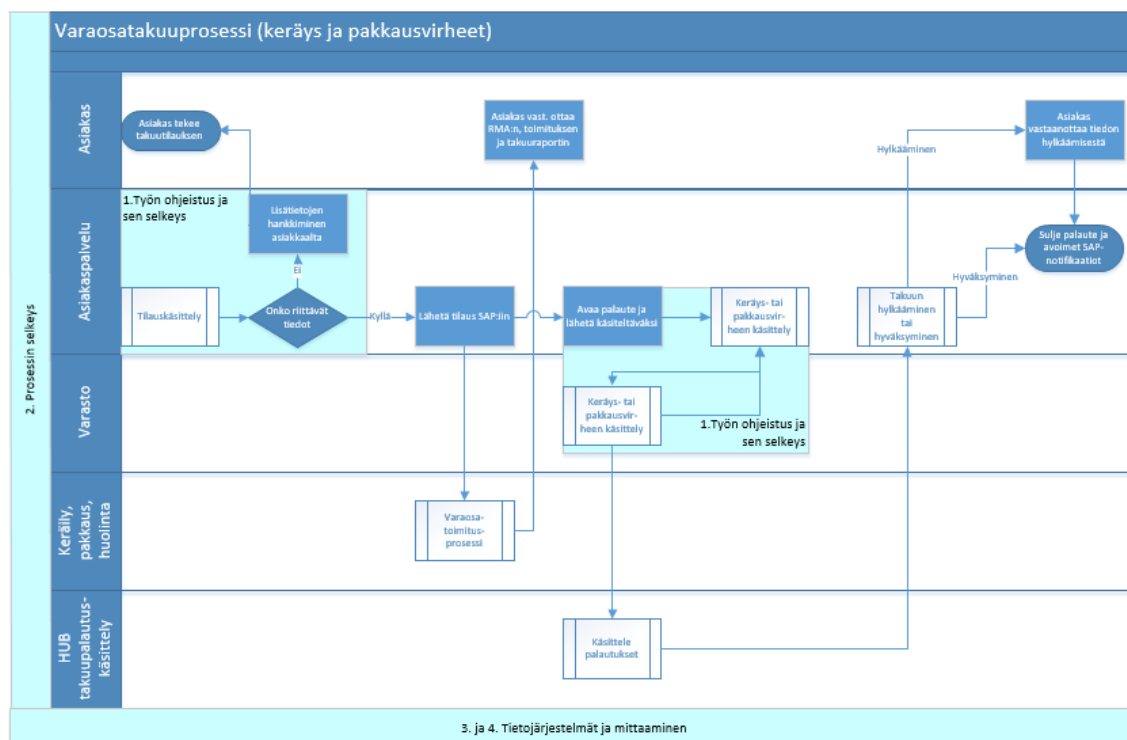 Varaosatakuuprosessi (keräys ja pakkausvirheet)
2. Prosessin selkeys
Asiakas
Asiakas tekee
takuutilauksen
Asiakas vast. ottaa
RMA:n, toimituksen
ja takuuraportin
Hylkääminen
Asiakas
vastaanottaa tiedon
hylkäämisestä
Asiakaspalvelu
1.Työn ohjeistus ja
sen selkeys
Lisätietojen
hankkiminen
asiakkaalta
Ei
Tilauskäsittely
Onko riittävät
tiedot
Kyllä
Lähetä tilaus SAP:iin
Avaa palaute ja
lähetä käsiteltäväksi
Keräys- tai
pakkausvir-
heen käsittely
Takuun
hylkääminen
tai
hyväksyminen
Hyväksyminen
Sulje palaute ja
avoimet SAP-
notifikaatiot
Varasto
Keräys- tai
pakkausvir-
heen käsittely
1.Työn ohjeistus ja
sen selkeys
Keräily,
pakkaus,
huolinta
Varaosa-
toimitus-
prosessi
HUB
takuupalautus-
käsittely
Käsittele
palautukset
3. ja 4. Tietojärjestelmät ja mittaaminen